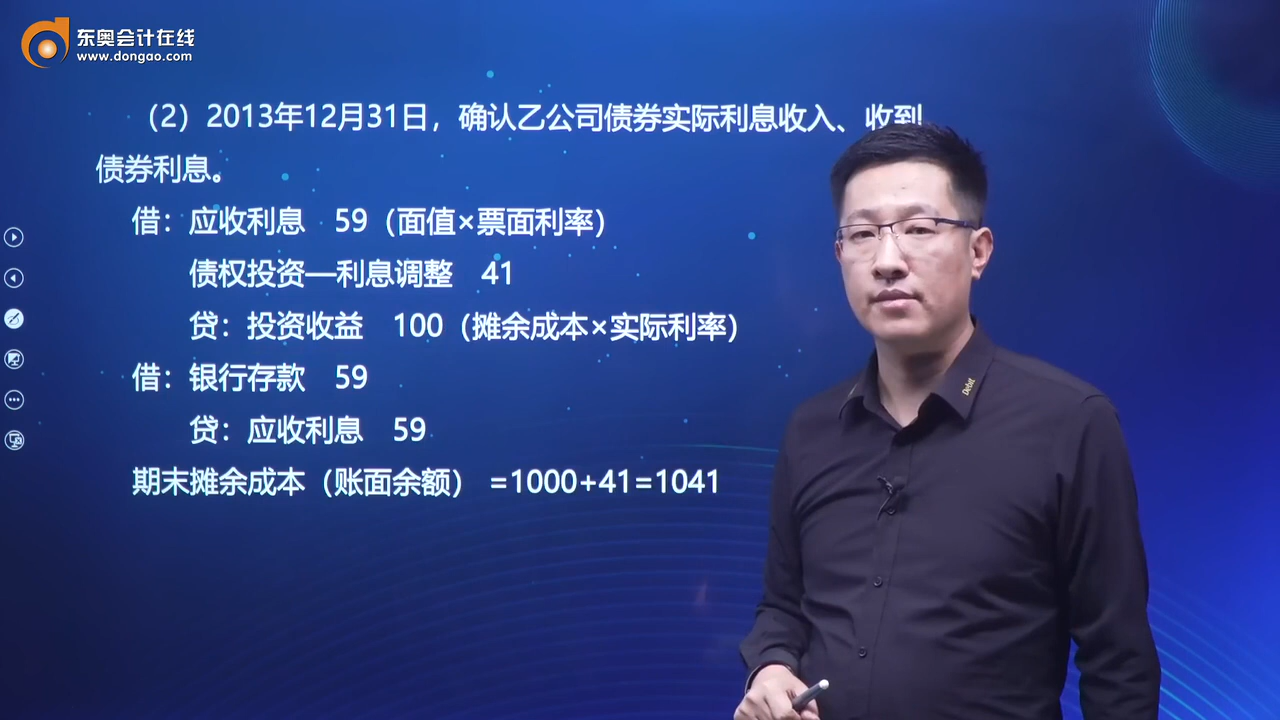 东奥会计在线
www.dongao.com
（2）2013年12月31日，确认乙公司债券实际利息收入、收到
债券利息。
借：应收利息 59（面值×票面利率）
债权投资—利息调整 41
贷：投资收益 100（摊余成本×实际利率）
借：银行存款 59
贷：应收利息 59
期末摊余成本（账面余额） =1000+41=1041
Debit